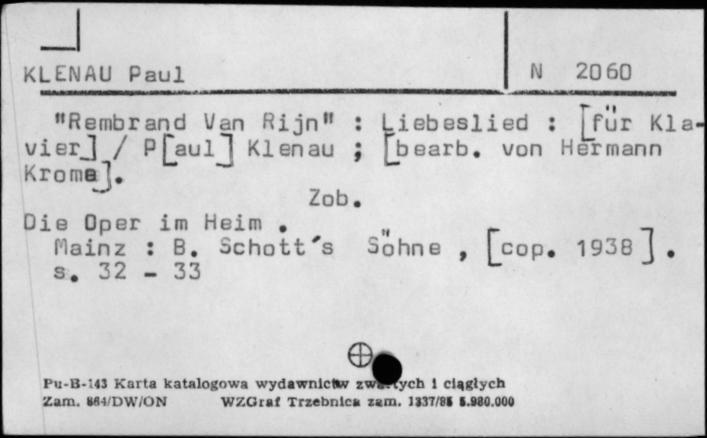 KLENAU Paul N 2060
"Rembrand Van Rijn" : Liebeslied : [für Kla-
vier] / P[aul] Klenau ; [bearb. von Hermann
Krome].
Zob.
Die Oper im Heim .
Mainz : B. Schott's Söhne , [cop. 1938] .
s. 32 - 33
Pu-B-143 Karta katalogowa wydawnictw zwartych i ciągłych
Zam. 864/DW/ON WZGraf Trzebnica zam. 1337/85 5.980.000